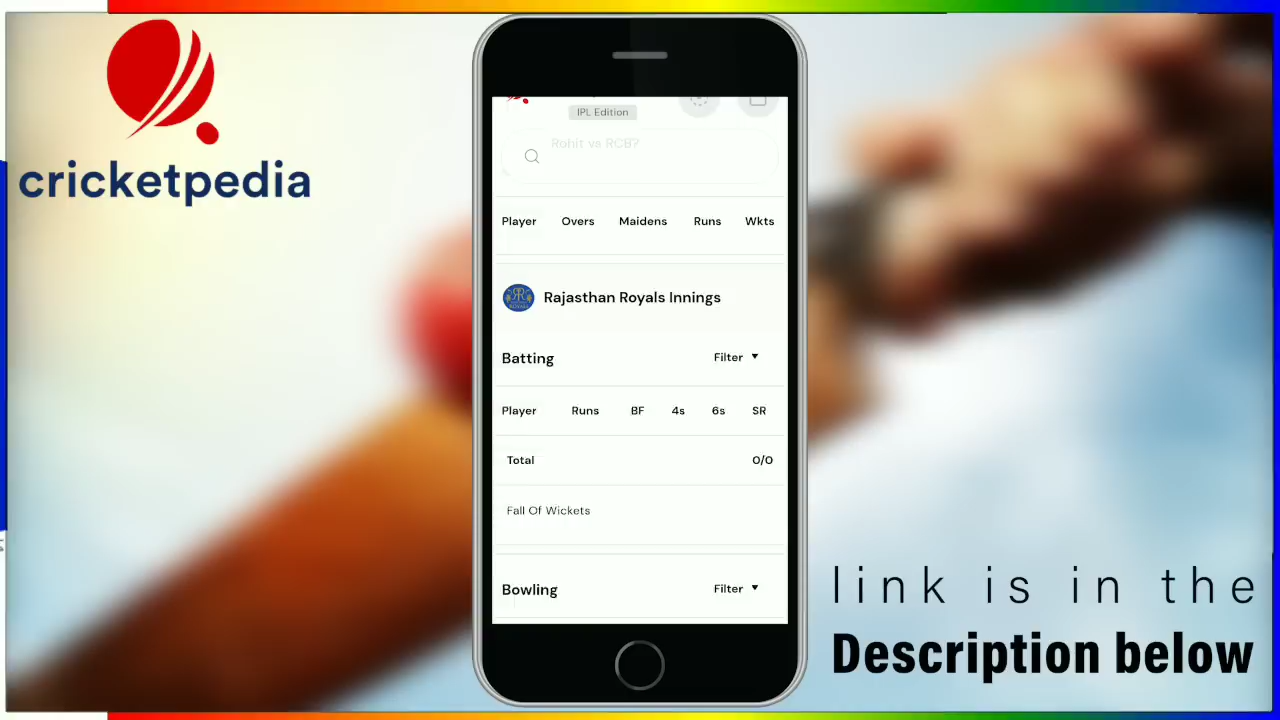 cricketpedia
IPL Edition
Rohit vs RCB?
Player Overs Maidens Runs Wkts
Rajasthan Royals Innings
Batting Filter
Player Runs BF 4s 6s SR
Total 0/0
Fall Of Wickets
Bowling Filter
link is in the
Description below